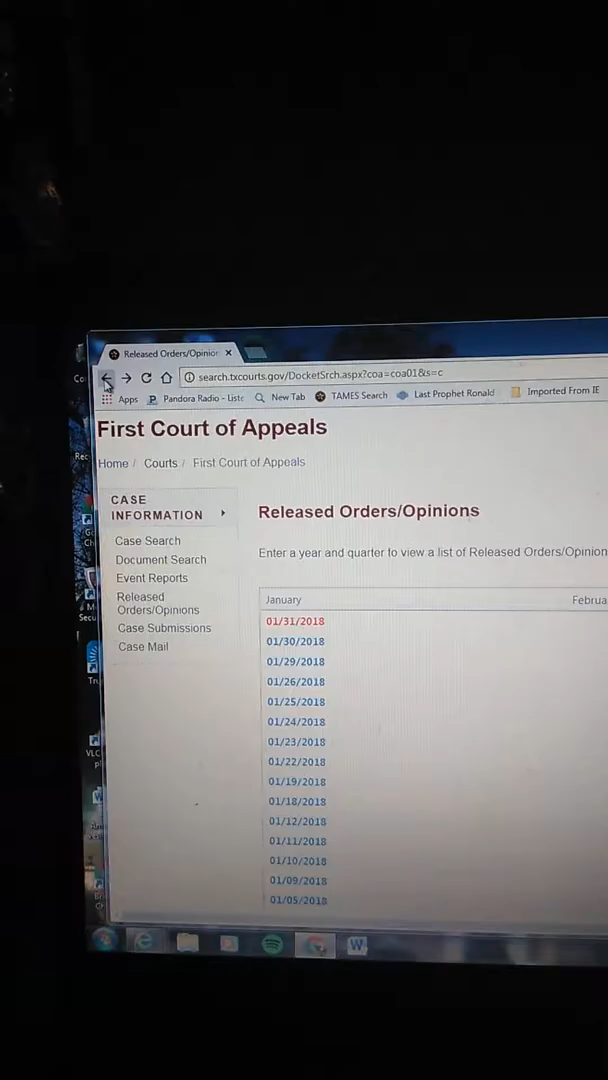 Released Orders/Opinion
search.txcourts.gov/DocketSrch.aspx?coa=coa01&s=c
Apps Pandora Radio - Liste New Tab TAMES Search Last Prophet Ronald Imported From IE
First Court of Appeals
Home / Courts / First Court of Appeals
CASE
INFORMATION
Case Search
Document Search
Event Reports
Released
Orders/Opinions
Case Submissions
Case Mail
Released Orders/Opinions
Enter a year and quarter to view a list of Released Orders/Opinion
January Februa
01/31/2018
01/30/2018
01/29/2018
01/26/2018
01/25/2018
01/24/2018
01/23/2018
01/22/2018
01/19/2018
01/18/2018
01/12/2018
01/11/2018
01/10/2018
01/09/2018
01/05/2018
Co
Rec
Secu
Tru
VLC